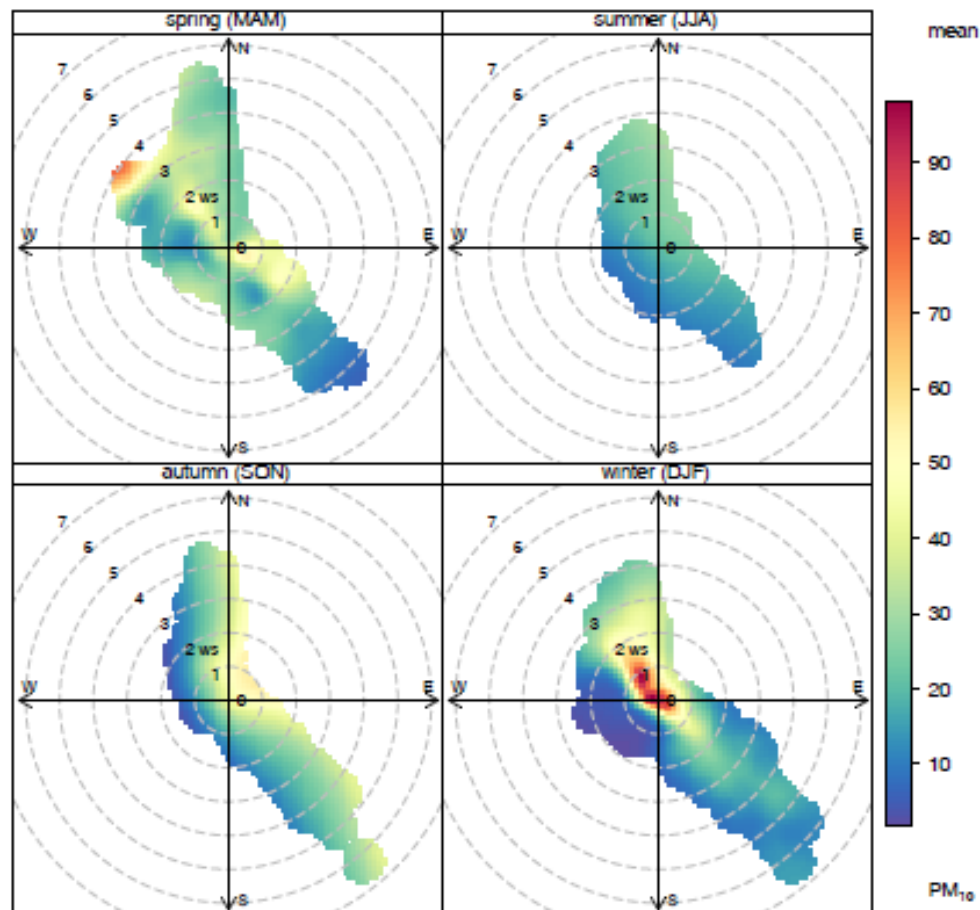 spring (MAM)
summer (JJA)
mean
N
7
6
5
4
3
2 ws
1
0
W
E
S
N
2 ws
3
4
5
6
7
1
0
W
E
S
90
80
70
60
50
40
30
20
10
autumn (SON)
winter (DJF)
N
7
6
5
4
3
2 ws
1
0
W
E
S
N
7
6
5
4
3
2 ws
1
0
W
E
S
PM₁₀